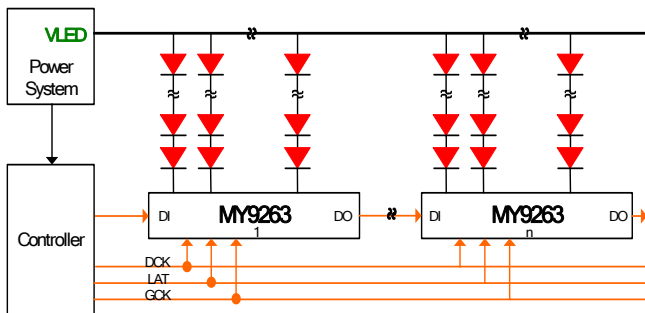 VLED
Power
System
Controller
DI MY9263 DO
1
DI MY9263 DO
n
DCK
LAT
GCK